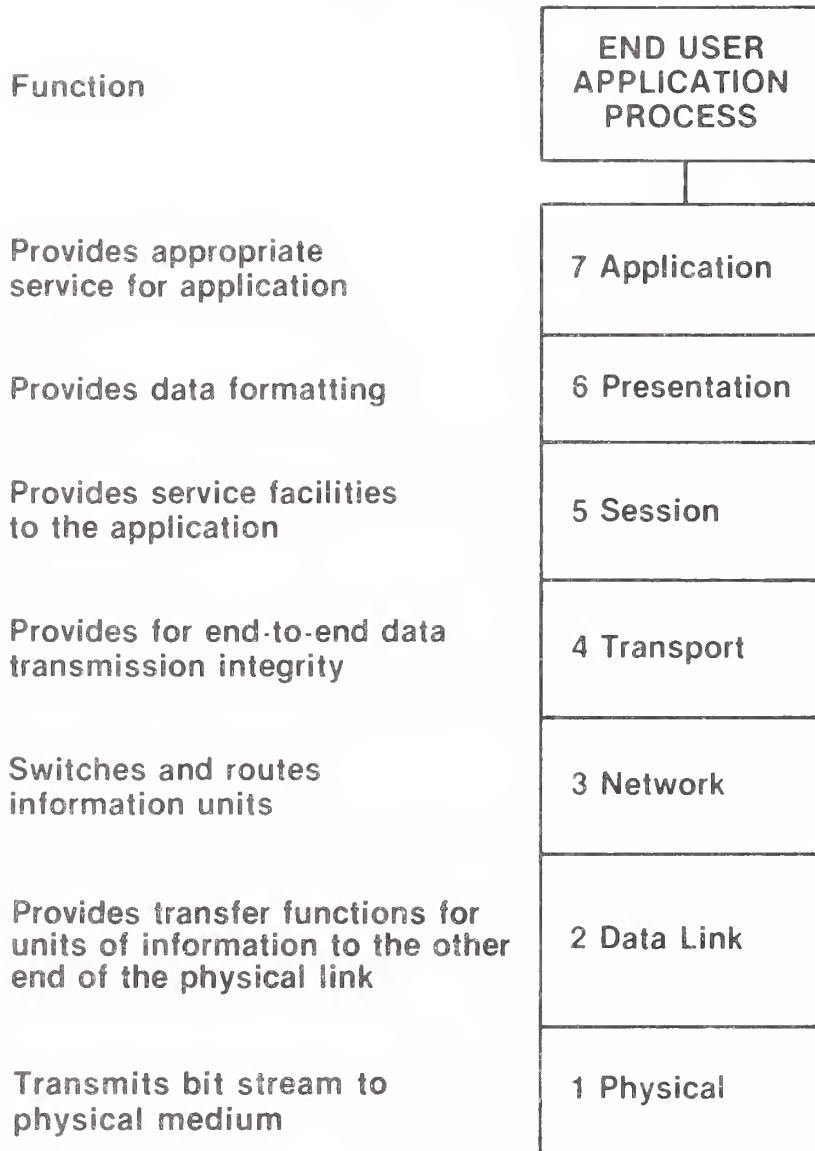 Function
END USER
APPLICATION
PROCESS
Provides appropriate
service for application
7 Application
Provides data formatting
6 Presentation
Provides service facilities
to the application
5 Session
Provides for end-to-end data
transmission integrity
4 Transport
Switches and routes
information units
3 Network
Provides transfer functions for
units of information to the other
end of the physical link
2 Data Link
Transmits bit stream to
physical medium
1 Physical